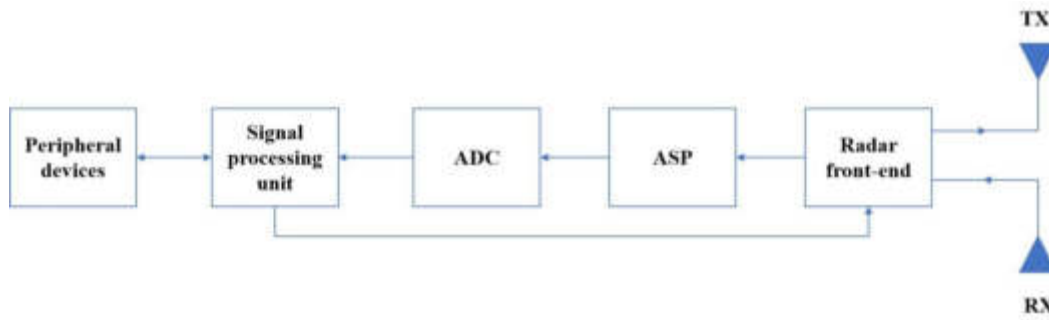 TX
Peripheral
devices
Signal
processing
unit
ADC
ASP
Radar
front-end
RX